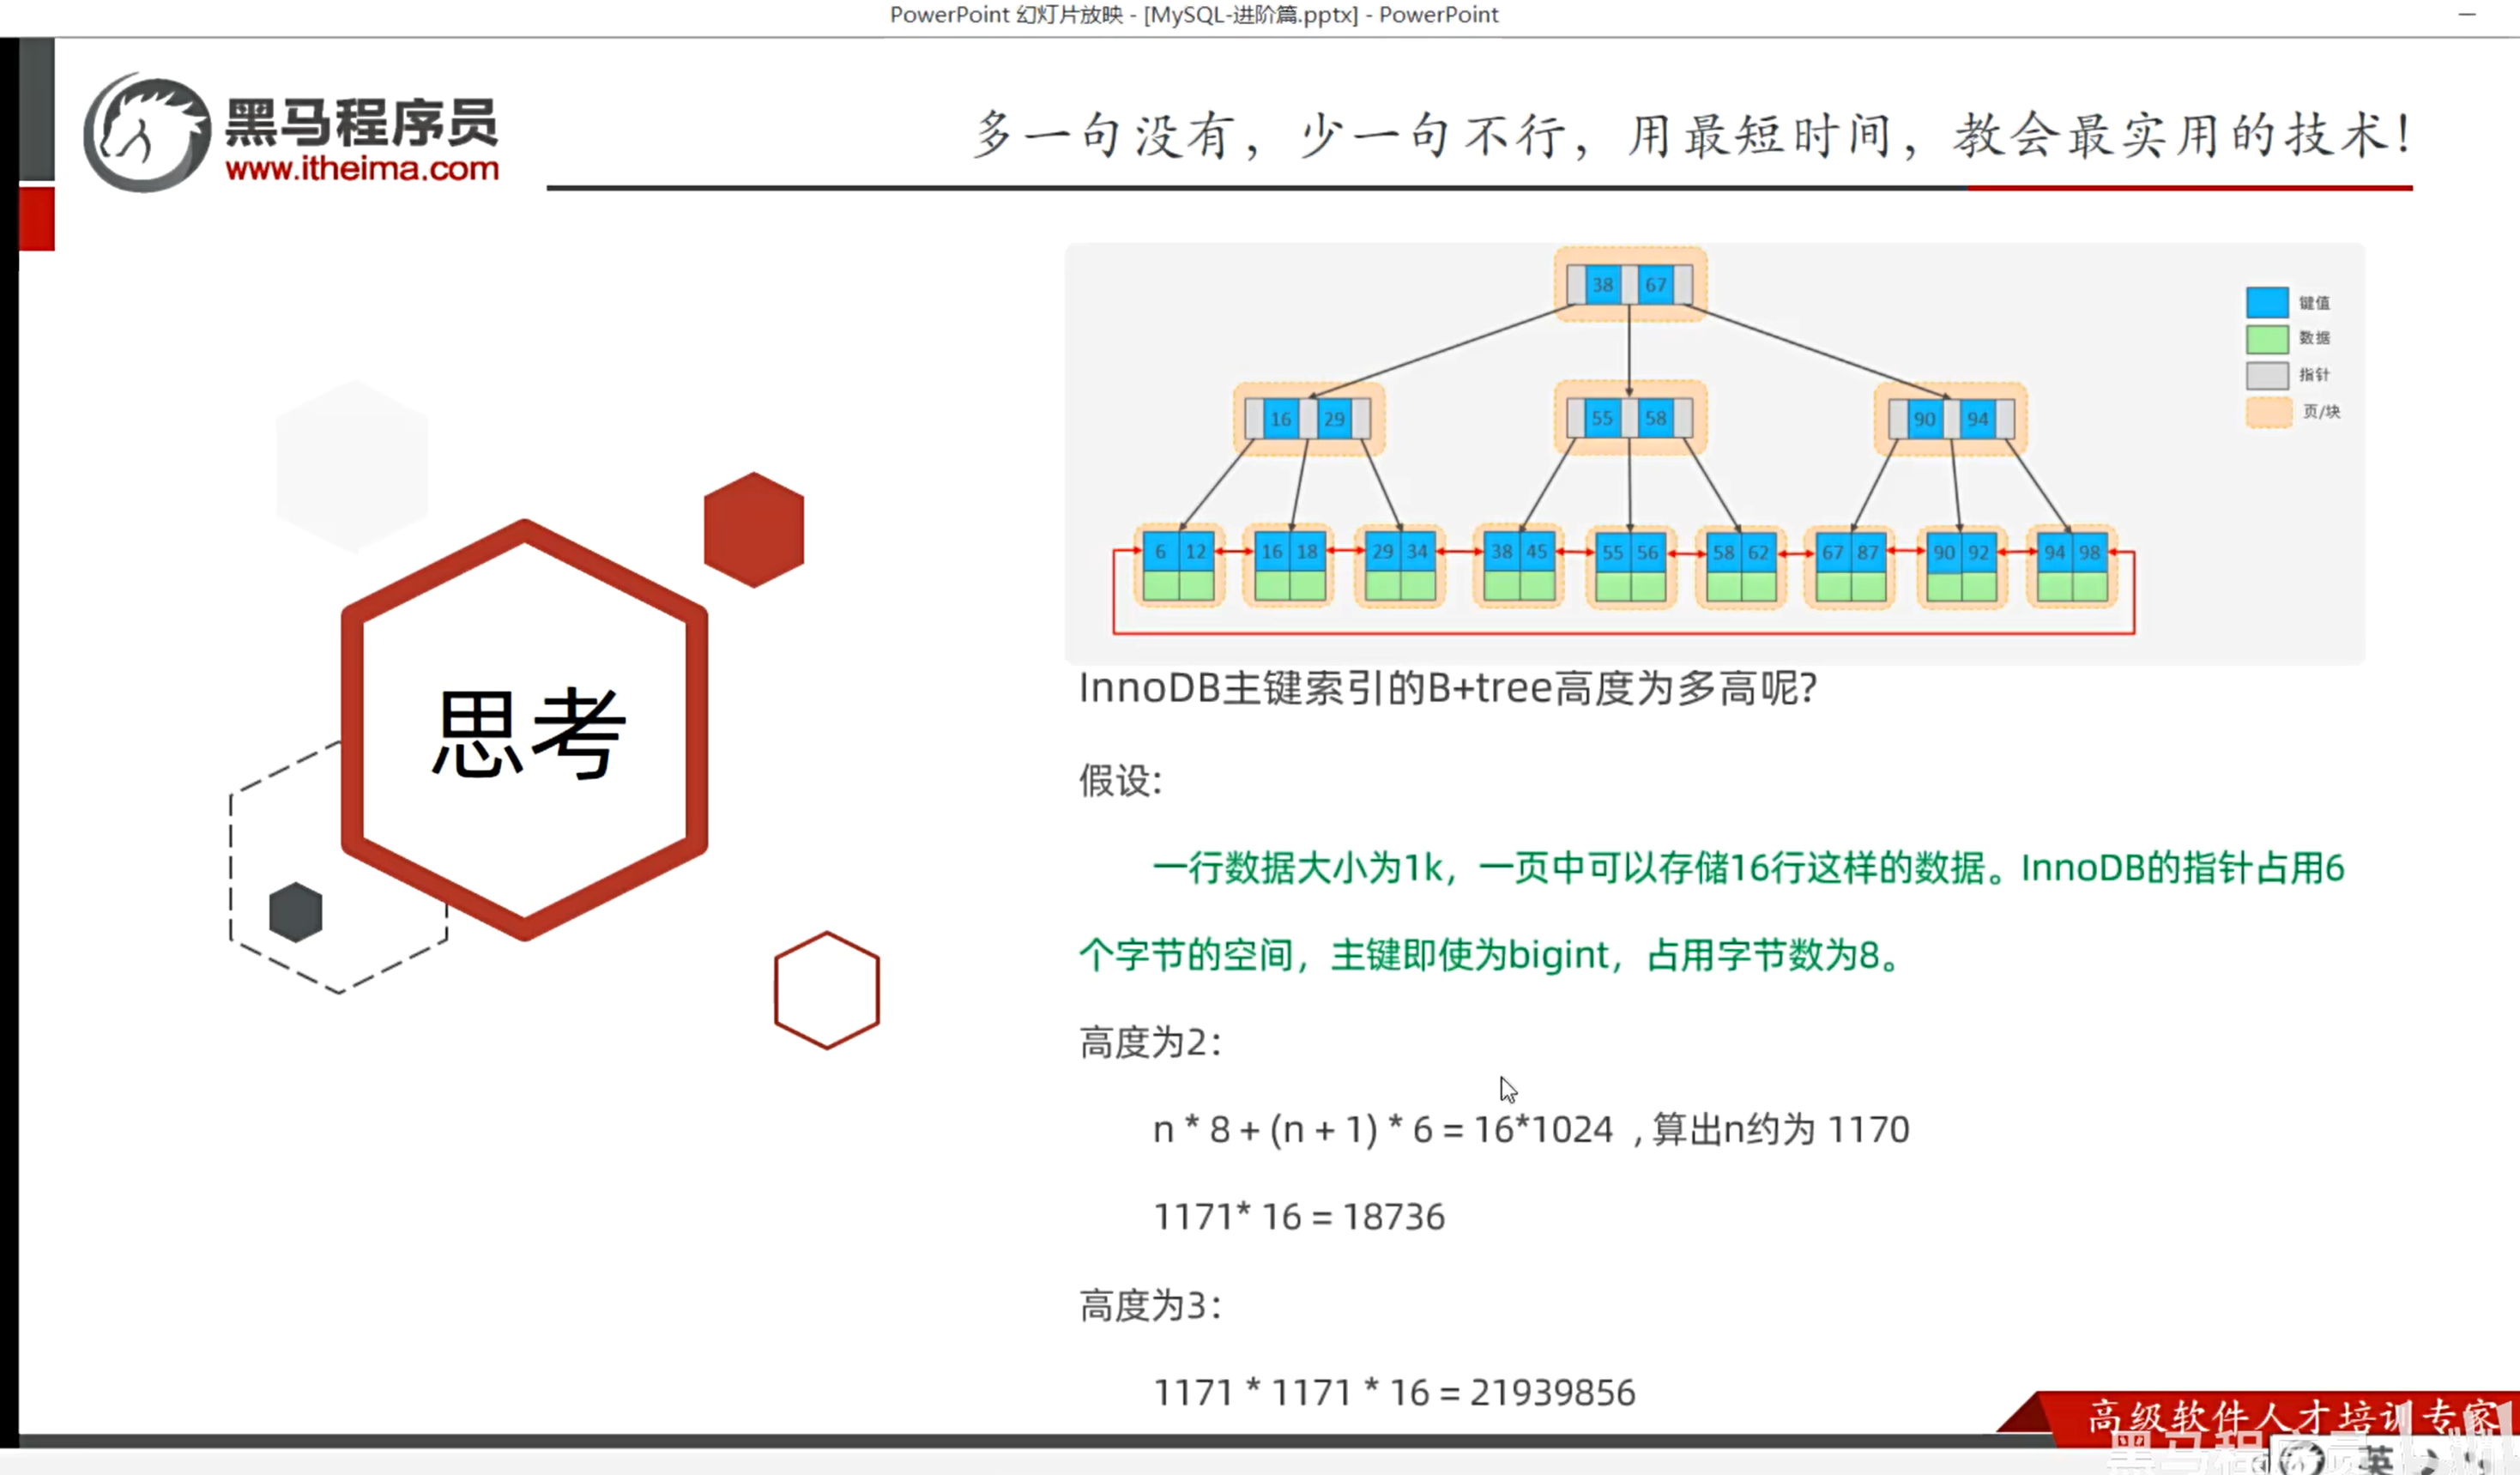 PowerPoint 幻灯片放映 - [MySQL-进阶篇.pptx] - PowerPoint
黑马程序员
www.itheima.com
多一句没有，少一句不行，用最短时间，教会最实用的技术！
38 67
键值
数据
指针
页/块
16 29
55 58
90 94
6 12
16 18
29 34
38 45
55 56
58 62
67 87
90 92
94 98
思考
InnoDB主键索引的B+tree高度为多高呢?
假设:
一行数据大小为1k，一页中可以存储16行这样的数据。InnoDB的指针占用6
个字节的空间，主键即使为bigint，占用字节数为8。
高度为2：
n * 8 + (n + 1) * 6 = 16*1024 , 算出n约为 1170
1171* 16 = 18736
高度为3：
1171 * 1171 * 16 = 21939856
高级软件人才培训专家
英